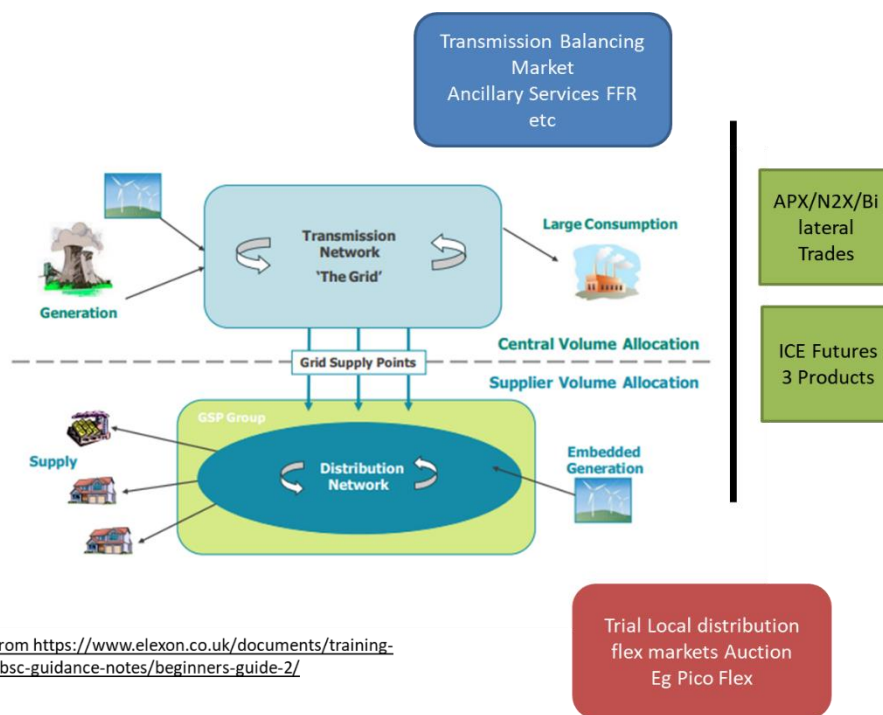 Transmission Balancing
Market
Ancillary Services FFR
etc
APX/N2X/Bi
lateral
Trades
Transmission
Network
'The Grid'
Large Consumption
Generation
Central Volume Allocation
ICE Futures
3 Products
Grid Supply Points
Supplier Volume Allocation
GSP Group
Supply
Distribution
Network
Embedded
Generation
rom https://www.elexon.co.uk/documents/training-
bsc-guidance-notes/beginners-guide-2/
Trial Local distribution
flex markets Auction
Eg Pico Flex